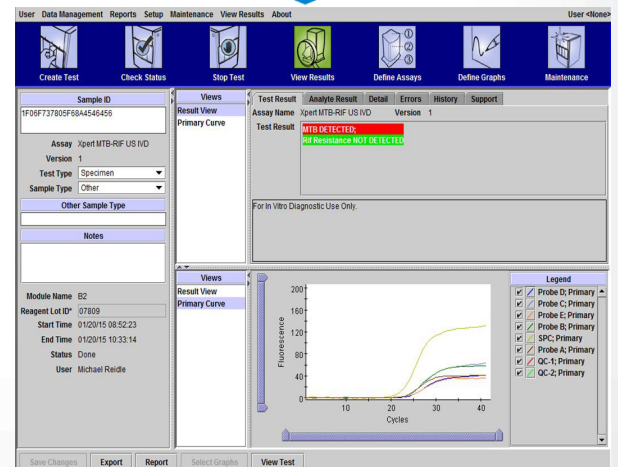 User Data Management Reports Setup Maintenance View Results About User <None>
Create Test Check Status Stop Test View Results Define Assays Define Graphs Maintenance
Sample ID
1F06F737805F68A4546456
Assay Xpert MTB-RIF US IVD
Version 1
Test Type Specimen
Sample Type Other
Other Sample Type
Notes
Module Name B2
Reagent Lot ID* 07809
Start Time 01/20/15 08:52:23
End Time 01/20/15 10:33:14
Status Done
User Michael Reidle
Views
Result View
Primary Curve
Test Result Analyte Result Detail Errors History Support
Assay Name Xpert MTB-RIF US IVD Version 1
Test Result MTB DETECTED;
Rif Resistance NOT DETECTED
For In Vitro Diagnostic Use Only.
Views
Result View
Primary Curve
200
160
120
80
40
0
Fluorescence
10 20 30 40
Cycles
Legend
Probe D; Primary
Probe C; Primary
Probe E; Primary
Probe B; Primary
SPC; Primary
Probe A; Primary
QC-1; Primary
QC-2; Primary
Save Changes Export Report Select Graphs View Test